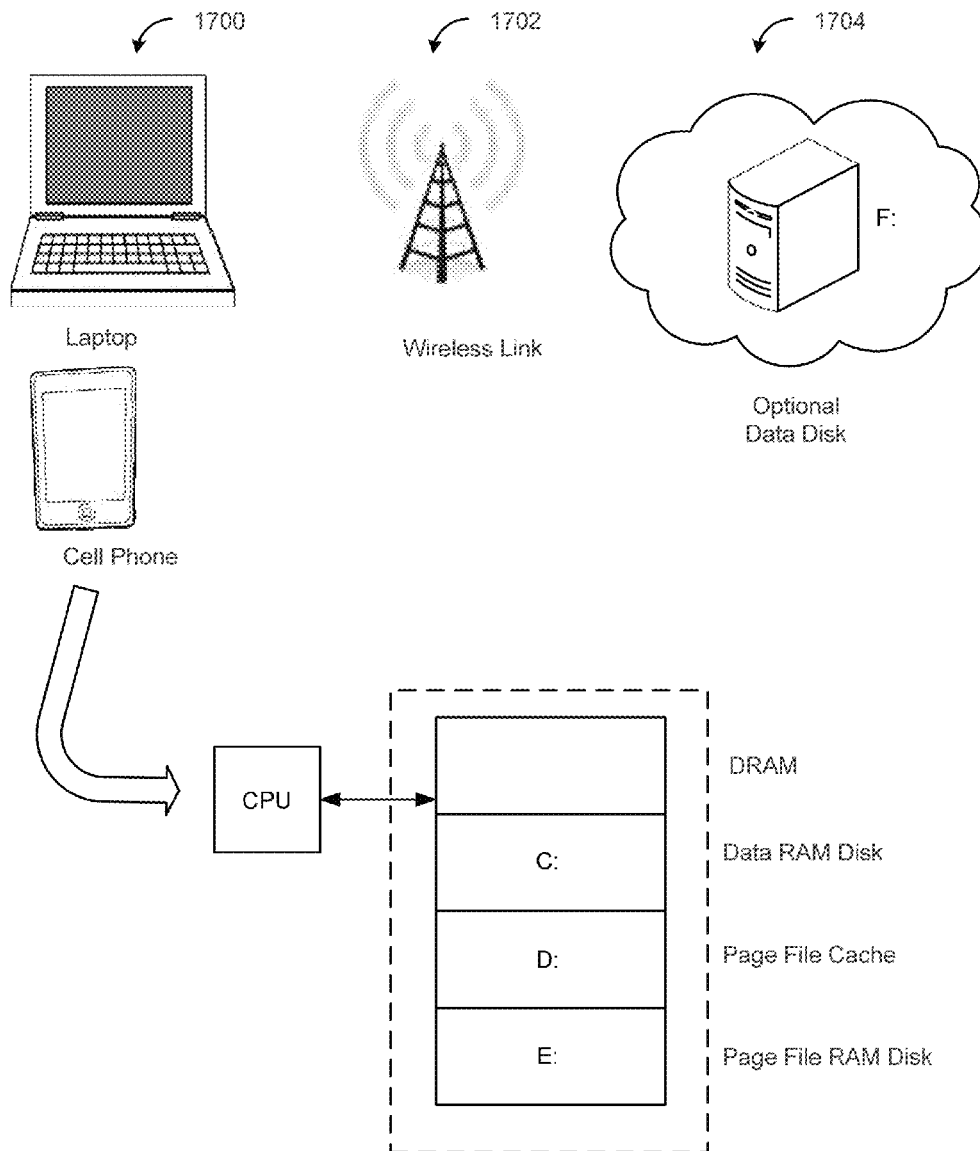 1700
1702
1704
F:
Laptop
Wireless Link
Optional
Data Disk
Cell Phone
CPU
DRAM
C:
Data RAM Disk
D:
Page File Cache
E:
Page File RAM Disk